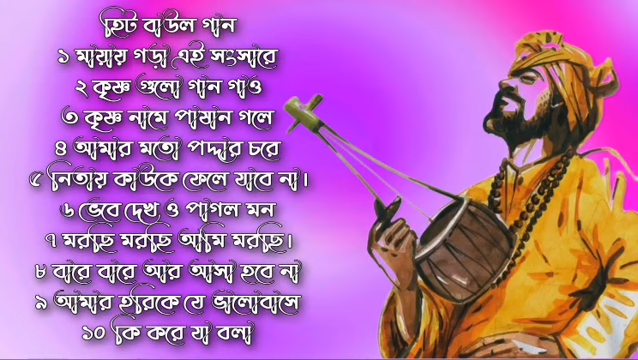 হিট বাউল গান
১ মায়ায় গড়া এই সংসারে
২ কৃষ্ণ গুলো গান গাও
৩ কৃষ্ণ নামে পাষান গলে
৪ আমার মতো পদ্দার চরে
৫ নিতায় কাউকে ফেলে যাবে না।
৬ ভেবে দেখ ও পাগল মন
৭ মরছি মরছি আমি মরছি।
৮ বারে বারে আর আসা হবে না
৯ আমার হরিকে যে ভালোবাসে
১০ কি করে যা বলা